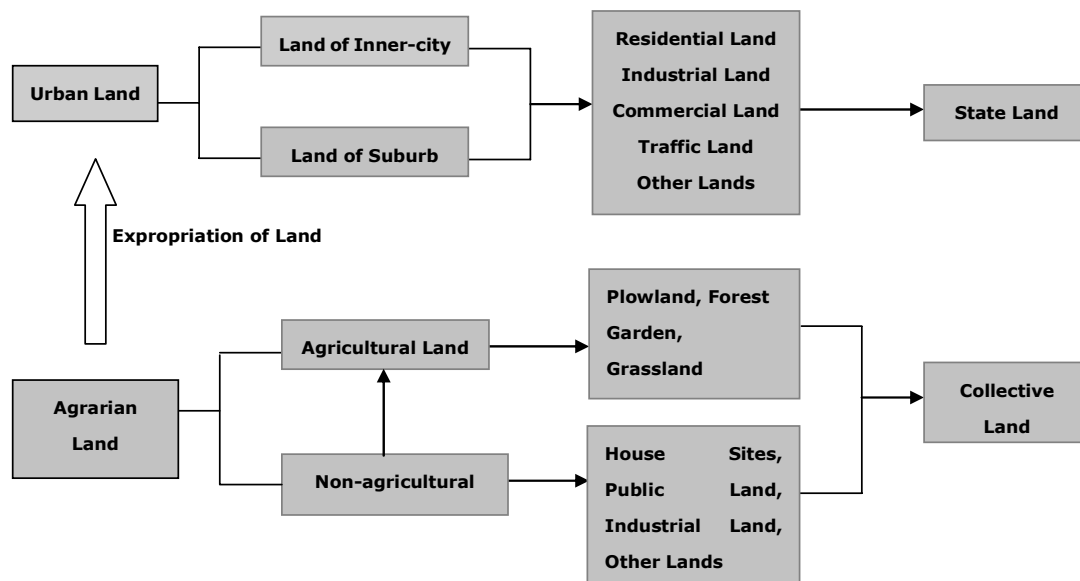 Urban Land
Land of Inner-city
Land of Suburb
Residential Land
Industrial Land
Commercial Land
Traffic Land
Other Lands
State Land
Expropriation of Land
Agrarian
Land
Agricultural Land
Non-agricultural
Plowland, Forest
Garden,
Grassland
House Sites,
Public Land,
Industrial Land,
Other Lands
Collective
Land